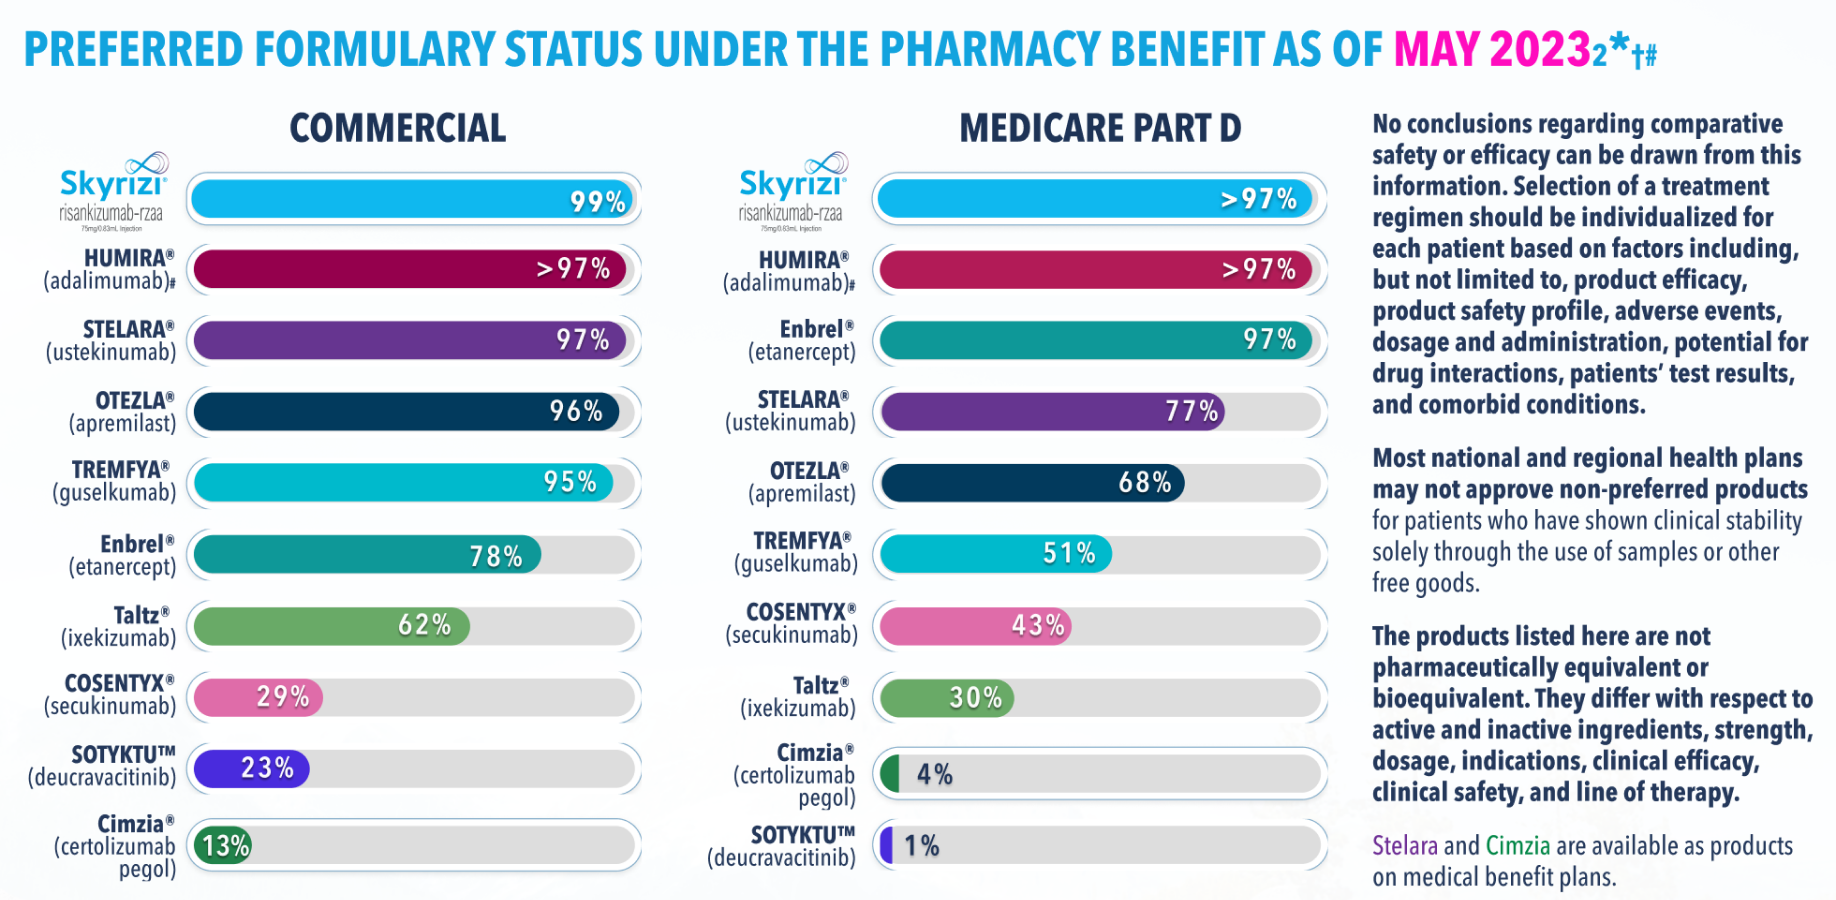 PREFERRED FORMULARY STATUS UNDER THE PHARMACY BENEFIT AS OF MAY 2023²*†#
COMMERCIAL
Skyrizi®
risankizumab-rzaa
75mg/0.83mL Injection
99%
HUMIRA®
(adalimumab)#
>97%
STELARA®
(ustekinumab)
97%
OTEZLA®
(apremilast)
96%
TREMFYA®
(guselkumab)
95%
Enbrel®
(etanercept)
78%
Taltz®
(ixekizumab)
62%
COSENTYX®
(secukinumab)
29%
SOTYKTU™
(deucravacitinib)
23%
Cimzia®
(certolizumab
pegol)
13%
MEDICARE PART D
Skyrizi®
risankizumab-rzaa
75mg/0.83mL Injection
>97%
HUMIRA®
(adalimumab)#
>97%
Enbrel®
(etanercept)
97%
STELARA®
(ustekinumab)
77%
OTEZLA®
(apremilast)
68%
TREMFYA®
(guselkumab)
51%
COSENTYX®
(secukinumab)
43%
Taltz®
(ixekizumab)
30%
Cimzia®
(certolizumab
pegol)
4%
SOTYKTU™
(deucravacitinib)
1%
No conclusions regarding comparative
safety or efficacy can be drawn from this
information. Selection of a treatment
regimen should be individualized for
each patient based on factors including,
but not limited to, product efficacy,
product safety profile, adverse events,
dosage and administration, potential for
drug interactions, patients’ test results,
and comorbid conditions.
Most national and regional health plans
may not approve non-preferred products
for patients who have shown clinical stability
solely through the use of samples or other
free goods.
The products listed here are not
pharmaceutically equivalent or
bioequivalent. They differ with respect to
active and inactive ingredients, strength,
dosage, indications, clinical efficacy,
clinical safety, and line of therapy.
Stelara and Cimzia are available as products
on medical benefit plans.